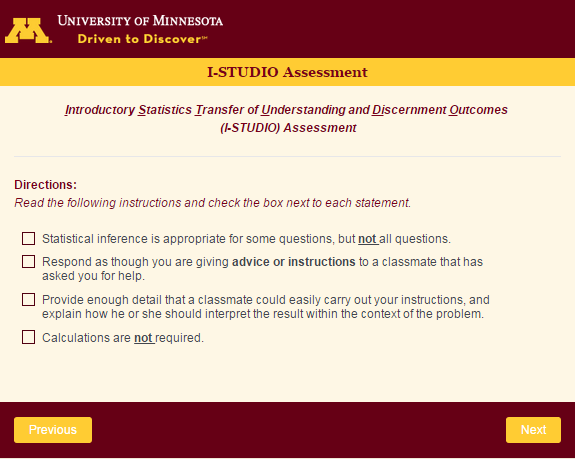 UNIVERSITY OF MINNESOTA
Driven to Discover℠
I-STUDIO Assessment
Introductory Statistics Transfer of Understanding and Discernment Outcomes
(I-STUDIO) Assessment
Directions:
Read the following instructions and check the box next to each statement.
Statistical inference is appropriate for some questions, but not all questions.
Respond as though you are giving advice or instructions to a classmate that has
asked you for help.
Provide enough detail that a classmate could easily carry out your instructions, and
explain how he or she should interpret the result within the context of the problem.
Calculations are not required.
Previous
Next